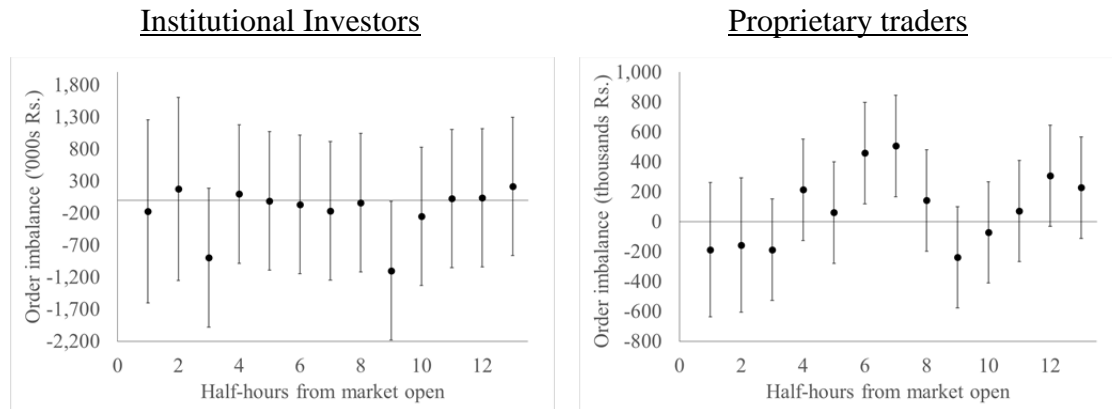 Institutional Investors
Order imbalance ('000s Rs.)
1,800
1,300
800
300
-200
-700
-1,200
-1,700
-2,200
0 2 4 6 8 10 12
Half-hours from market open
Proprietary traders
Order imbalance (thousands Rs.)
1,000
800
600
400
200
0
-200
-400
-600
-800
0 2 4 6 8 10 12
Half-hours from market open